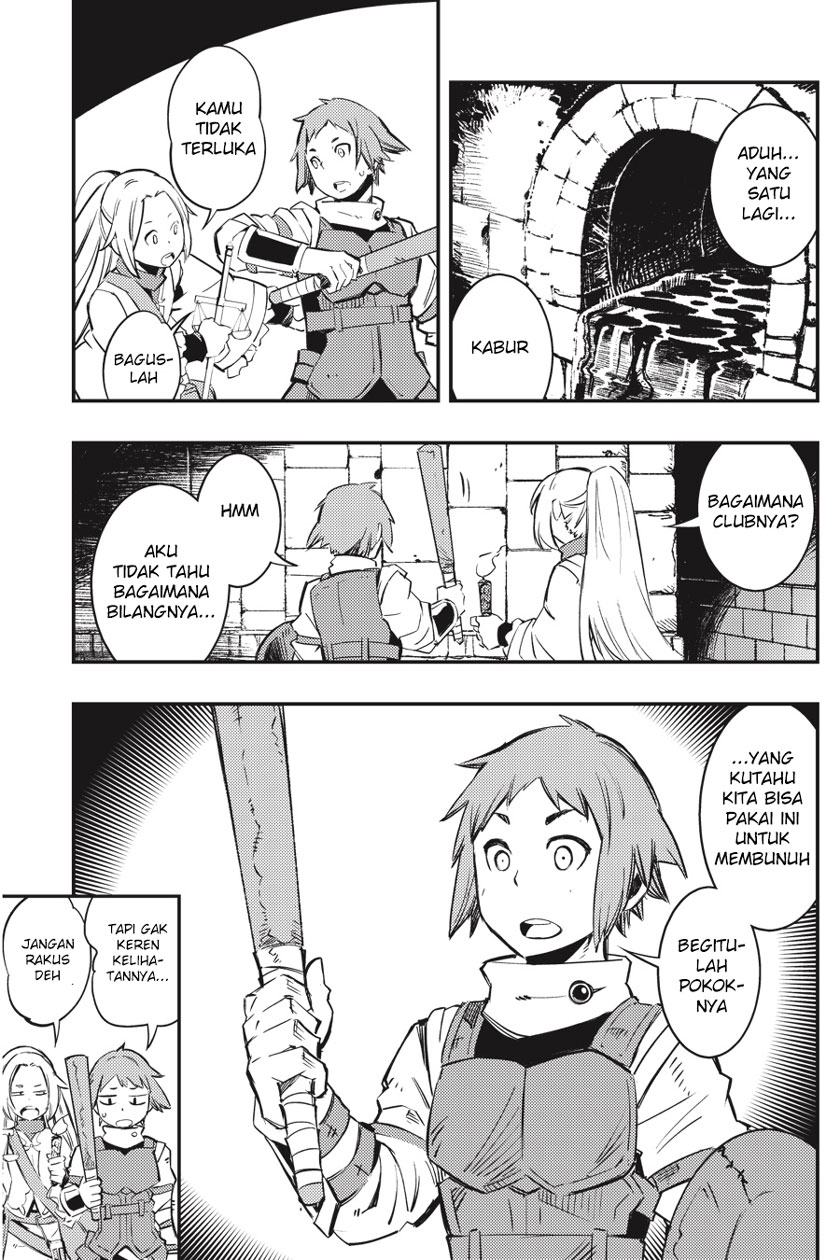 ADUH...
YANG
SATU
LAGI...
KABUR
KAMU
TIDAK
TERLUKA
BAGUS-
LAH
BAGAIMANA
CLUBNYA?
HMM
AKU
TIDAK TAHU
BAGAIMANA
BILANGNYA...
...YANG
KUTAHU
KITA BISA
PAKAI INI
UNTUK
MEMBUNUH
BEGITU-
LAH
POKOK-
NYA
TAPI GAK
KEREN
KELIHA-
TANNYA...
JANGAN
RAKUS
DEH